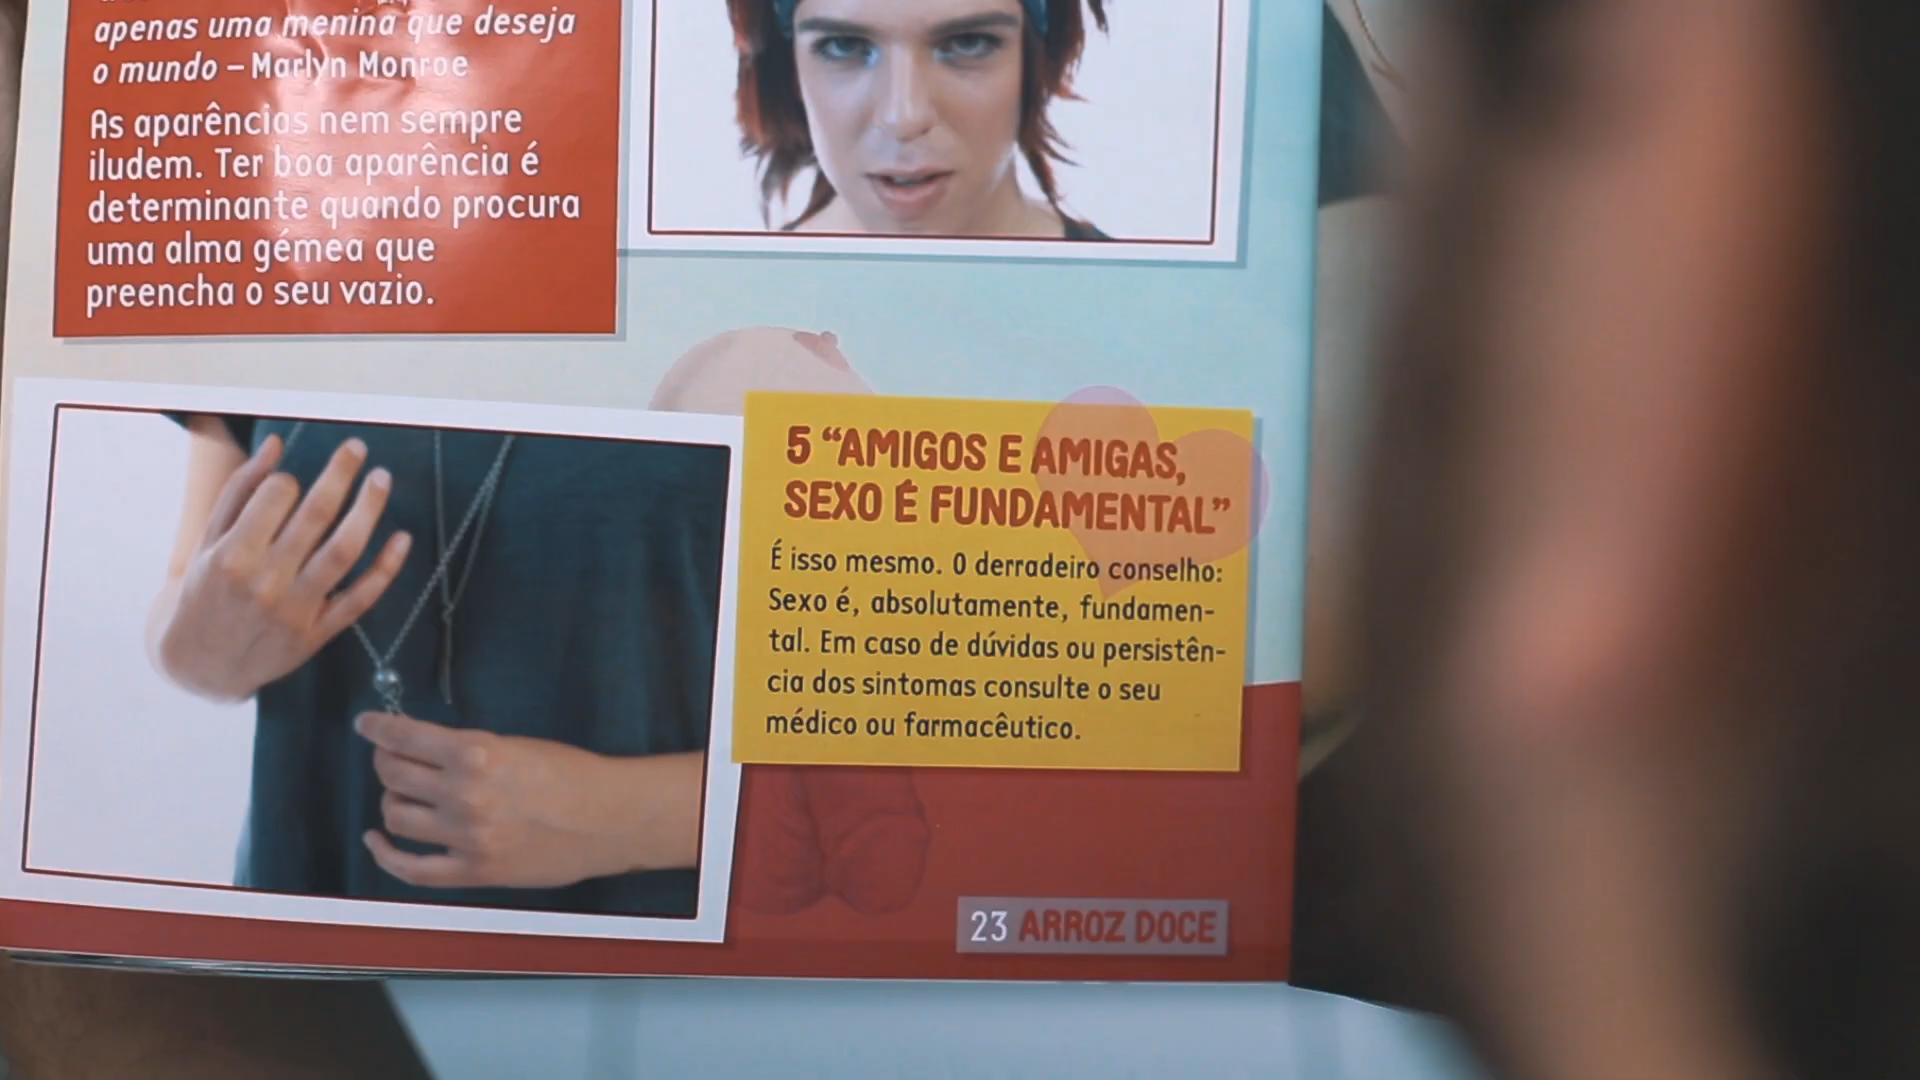 apenas uma menina que deseja
o mundo – Marlyn Monroe
As aparências nem sempre
iludem. Ter boa aparência é
determinante quando procura
uma alma gémea que
preencha o seu vazio.
5 “AMIGOS E AMIGAS,
SEXO É FUNDAMENTAL”
É isso mesmo. O derradeiro conselho:
Sexo é, absolutamente, fundamen-
tal. Em caso de dúvidas ou persistên-
cia dos sintomas consulte o seu
médico ou farmacêutico.
23 ARROZ DOCE